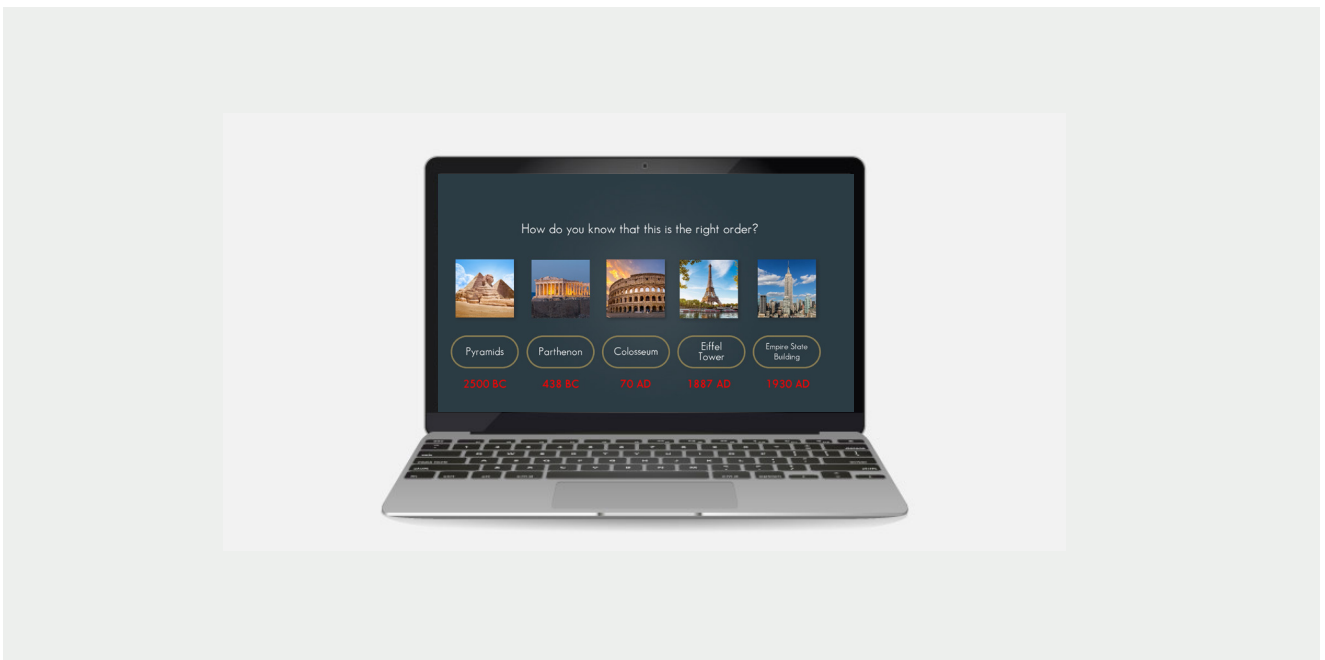 How do you know that this is the right order?
Pyramids
Parthenon
Colosseum
Eiffel
Tower
Empire State
Building
2500 BC
438 BC
70 AD
1887 AD
1930 AD